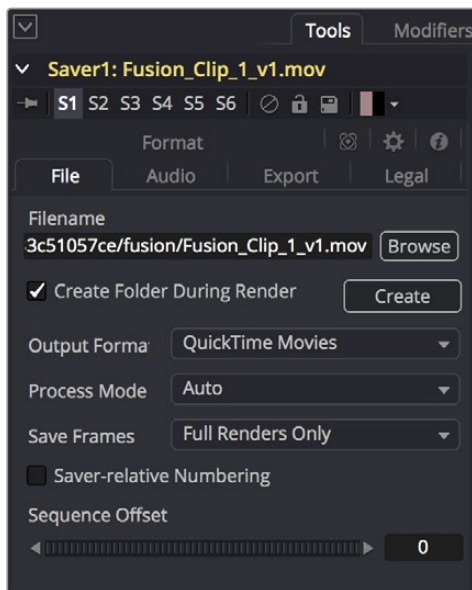 Tools Modifiers
Saver1: Fusion_Clip_1_v1.mov
S1 S2 S3 S4 S5 S6
Format
File Audio Export Legal
Filename
3c51057ce/fusion/Fusion_Clip_1_v1.mov Browse
Create Folder During Render Create
Output Forma QuickTime Movies
Process Mode Auto
Save Frames Full Renders Only
Saver-relative Numbering
Sequence Offset
0